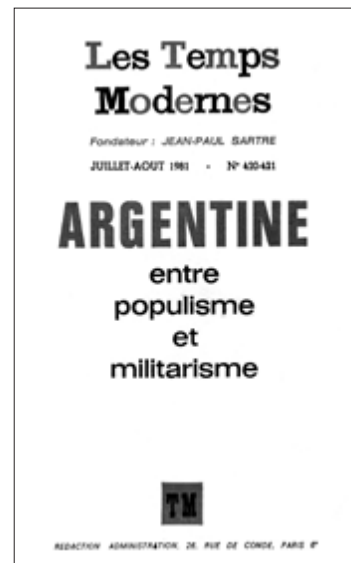 Les Temps
Modernes
Fondateur : JEAN-PAUL SARTRE
JUILLET-AOUT 1981 - N° 420-421
ARGENTINE
entre
populisme
et
militarisme
TM
REDACTION ADMINISTRATION, 26, RUE DE CONDE, PARIS 6e